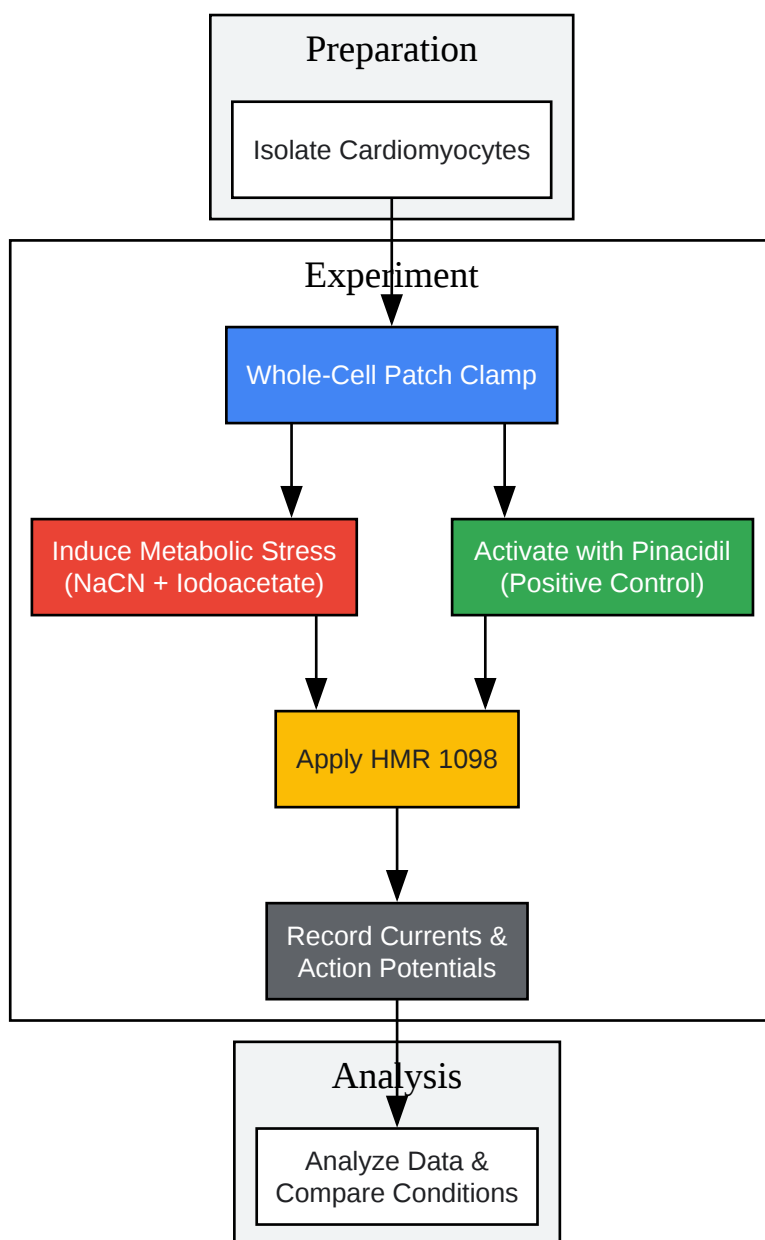 Preparation
Isolate Cardiomyocytes
Experiment
Whole-Cell Patch Clamp
Induce Metabolic Stress
(NaCN + Iodoacetate)
Activate with Pinacidil
(Positive Control)
Apply HMR 1098
Record Currents &
Action Potentials
Analysis
Analyze Data &
Compare Conditions